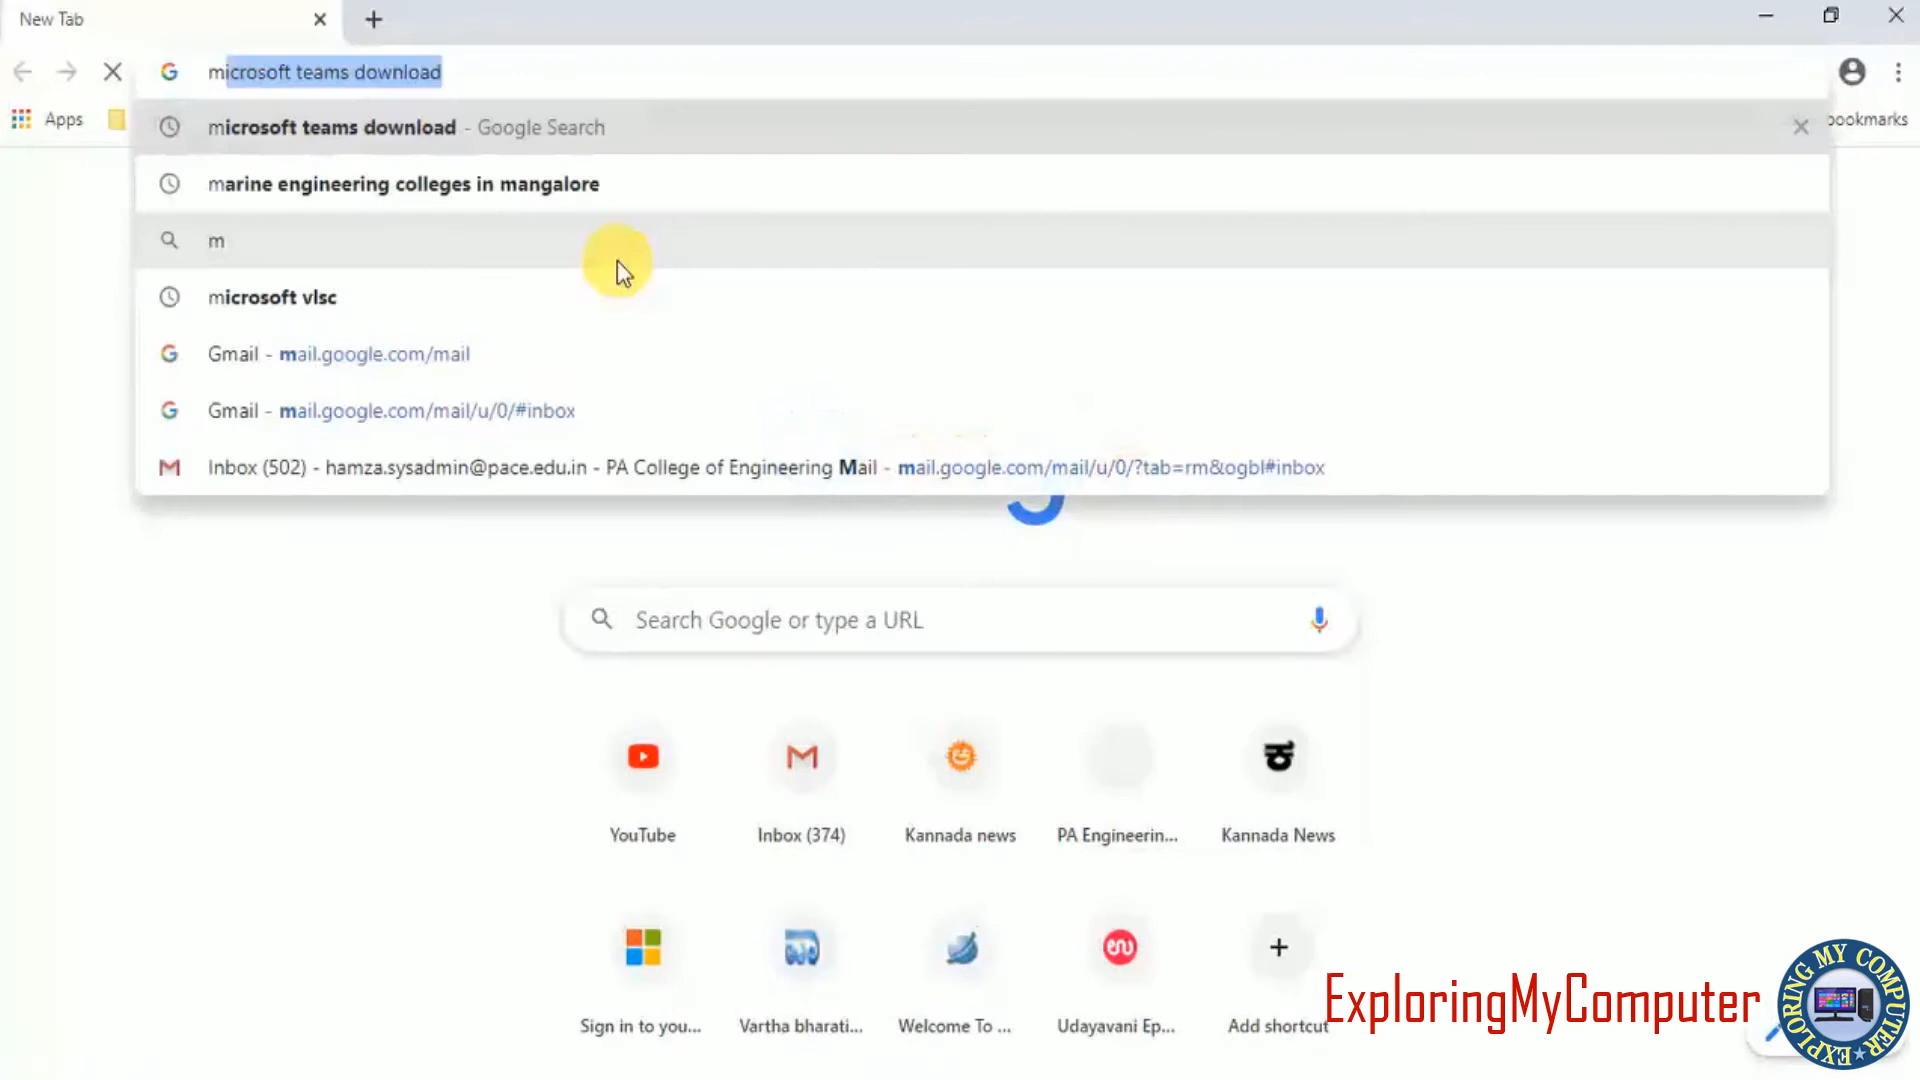 New Tab
microsoft teams download
Apps
bookmarks
microsoft teams download - Google Search
marine engineering colleges in mangalore
m
microsoft vlsc
Gmail - mail.google.com/mail
Gmail - mail.google.com/mail/u/0/#inbox
Inbox (502) - hamza.sysadmin@pace.edu.in - PA College of Engineering Mail - mail.google.com/mail/u/0/?tab=rm&ogbl#inbox
Search Google or type a URL
YouTube
Inbox (374)
Kannada news
PA Engineerin...
ಕ
Kannada News
Sign in to you...
Vartha bharati...
Welcome To ...
ಉ
Udayavani Ep...
Add shortcut
ExploringMyComputer
EXPLORING MY COMPUTER